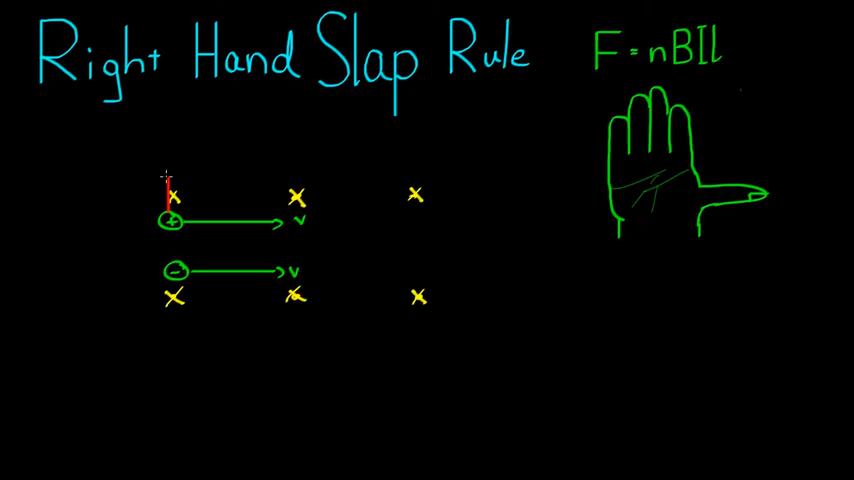 Right Hand Slap Rule
F = nBIl
x x x
+ v
- v
x x x